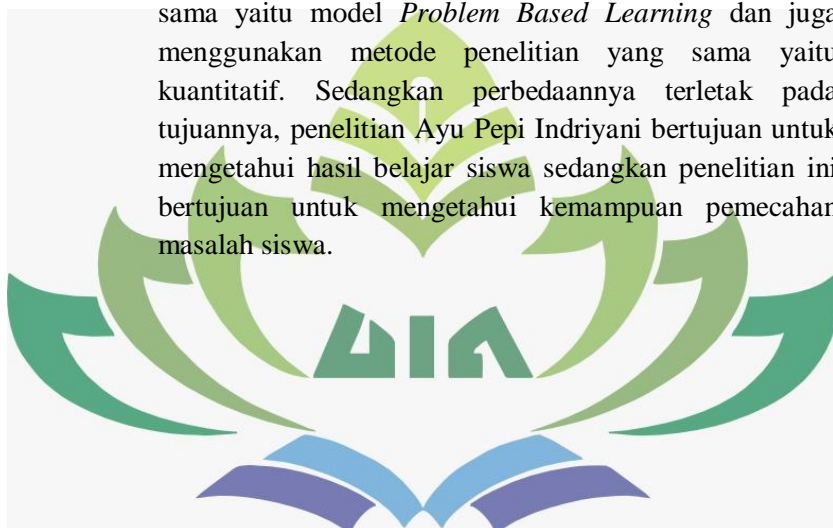 sama yaitu model Problem Based Learning dan juga
menggunakan metode penelitian yang sama yaitu
kuantitatif. Sedangkan perbedaannya terletak pada
tujuannya, penelitian Ayu Pepi Indriyani bertujuan untuk
mengetahui hasil belajar siswa sedangkan penelitian ini
bertujuan untuk mengetahui kemampuan pemecahan
masalah siswa.
UIN